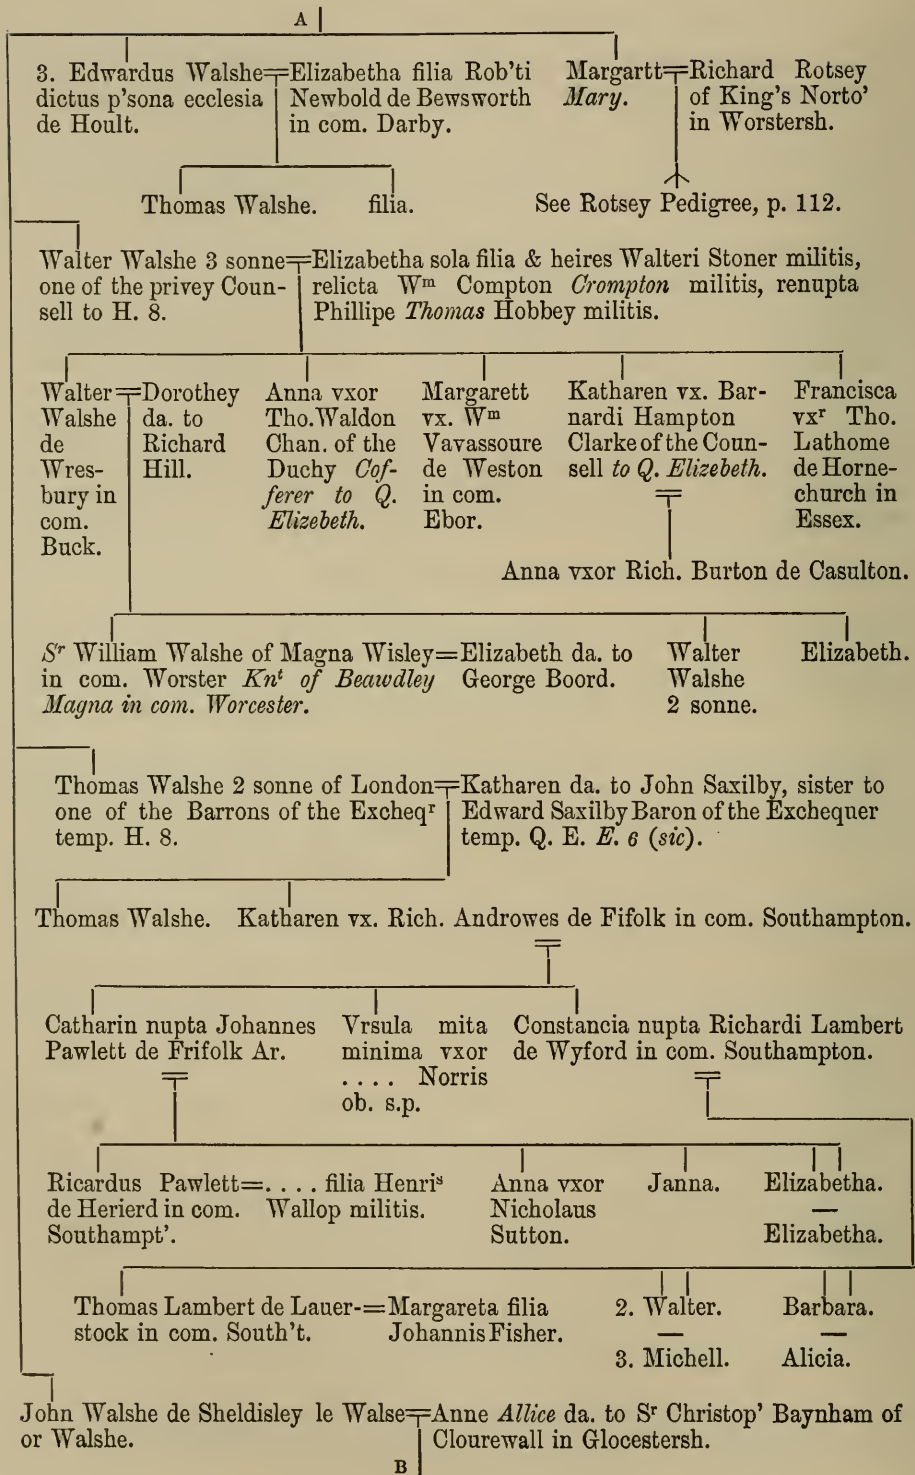 A
3. Edwardus Walshe=Elizabetha filia Rob'ti
dictus p'sona ecclesia Newbold de Bewsworth
de Hoult. in com. Darby.
Margartt=Richard Rotsey
Mary. of King's Norto'
in Worstersh.
Thomas Walshe. filia.
See Rotsey Pedigree, p. 112.
Walter Walshe 3 sonne=Elizabetha sola filia & heires Walteri Stoner militis,
one of the privey Coun- relicta Wm Compton Crompton militis, renupta
sell to H. 8. Phillipe Thomas Hobbey militis.
Walter=Dorothey
Walshe da. to
de Richard
Wres- Hill.
bury in
com.
Buck.
Anna vxor
Tho. Waldon
Chan. of the
Duchy Cof-
ferer to Q.
Elizebeth.
Margarett
vx. Wm
Vavassoure
de Weston
in com.
Ebor.
Katharen vx. Bar-
nardi Hampton
Clarke of the Coun-
sell to Q. Elizebeth.
Francisca
vxr Tho.
Lathome
de Horne-
church in
Essex.
Anna vxor Rich. Burton de Casulton.
Sr William Walshe of Magna Wisley=Elizabeth da. to
in com. Worster Knt of Beawdley George Boord.
Magna in com. Worcester.
Walter
Walshe
2 sonne.
Elizabeth.
Thomas Walshe 2 sonne of London=Katharen da. to John Saxilby, sister to
one of the Barrons of the Excheqr Edward Saxilby Baron of the Exchequer
temp. H. 8. temp. Q. E. E. 6 (sic).
Thomas Walshe. Katharen vx. Rich. Androwes de Fifolk in com. Southampton.
Catharin nupta Johannes
Pawlett de Frifolk Ar.
Vrsula mita
minima vxor
.... Norris
ob. s.p.
Constancia nupta Richardi Lambert
de Wyford in com. Southampton.
Ricardus Pawlett=.... filia Henris
de Herierd in com. Wallop militis.
Southampt'.
Anna vxor
Nicholaus
Sutton.
Janna.
Elizabetha.
—
Elizabetha.
Thomas Lambert de Lauer-=Margareta filia
stock in com. South't. Johannis Fisher.
2. Walter.
—
3. Michell.
Barbara.
—
Alicia.
John Walshe de Sheldisley le Walse=Anne Allice da. to Sr Christop' Baynham of
or Walshe. Clourewall in Glocestersh.
B